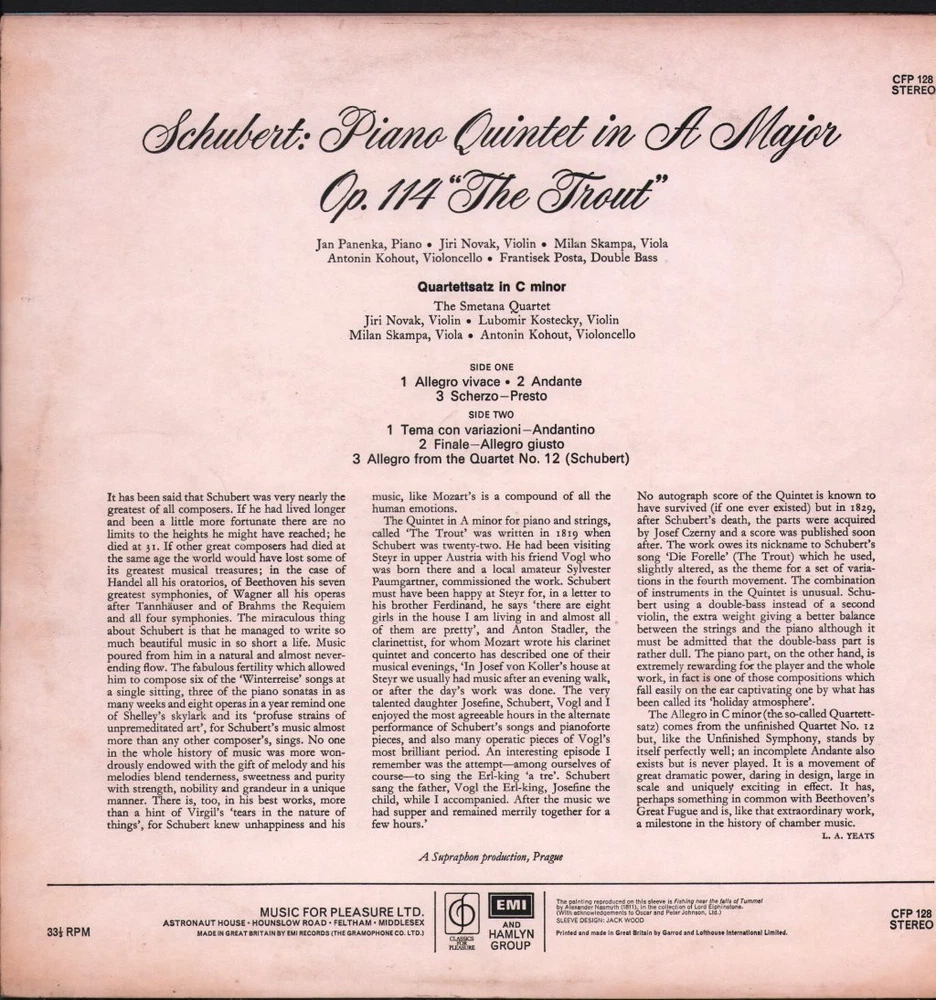 CFP 128
STEREO
Schubert: Piano Quintet in A Major
Op. 114 “The Trout”
Jan Panenka, Piano • Jiri Novak, Violin • Milan Skampa, Viola
Antonin Kohout, Violoncello • Frantisek Posta, Double Bass
Quartettsatz in C minor
The Smetana Quartet
Jiri Novak, Violin • Lubomir Kostecky, Violin
Milan Skampa, Viola • Antonin Kohout, Violoncello
SIDE ONE
1 Allegro vivace • 2 Andante
3 Scherzo—Presto
SIDE TWO
1 Tema con variazioni—Andantino
2 Finale—Allegro giusto
3 Allegro from the Quartet No. 12 (Schubert)
It has been said that Schubert was very nearly the
greatest of all composers. If he had lived longer
and been a little more fortunate there are no
limits to the heights he might have reached; he
died at 31. If other great composers had died at
the same age the world would have lost some of
its greatest musical treasures; in the case of
Handel all his oratorios, of Beethoven his seven
greatest symphonies, of Wagner all his operas
after Tannhäuser and of Brahms the Requiem
and all four symphonies. The miraculous thing
about Schubert is that he managed to write so
much beautiful music in so short a life. Music
poured from him in a natural and almost never-
ending flow. The fabulous fertility which allowed
him to compose six of the ‘Winterreise’ songs at
a single sitting, three of the piano sonatas in as
many weeks and eight operas in a year remind one
of Shelley’s skylark and its ‘profuse strains of
unpremeditated art’, for Schubert’s music almost
more than any other composer’s, sings. No one
in the whole history of music was more won-
drously endowed with the gift of melody and his
melodies blend tenderness, sweetness and purity
with strength, nobility and grandeur in a unique
manner. There is, too, in his best works, more
than a hint of Virgil’s ‘tears in the nature of
things’, for Schubert knew unhappiness and his
music, like Mozart’s is a compound of all the
human emotions.
The Quintet in A minor for piano and strings,
called ‘The Trout’ was written in 1819 when
Schubert was twenty-two. He had been visiting
Steyr in upper Austria with his friend Vogl who
was born there and a local amateur Sylvester
Paumgartner, commissioned the work. Schubert
must have been happy at Steyr for, in a letter to
his brother Ferdinand, he says ‘there are eight
girls in the house I am living in and almost all
of them are pretty’, and Anton Stadler, the
clarinettist, for whom Mozart wrote his clarinet
quintet and concerto has described one of their
musical evenings, ‘In Josef von Koller’s house at
Steyr we usually had music after an evening walk,
or after the day’s work was done. The very
talented daughter Josefine, Schubert, Vogl and I
enjoyed the most agreeable hours in the alternate
performance of Schubert’s songs and pianoforte
pieces, and also many operatic pieces of Vogl’s
most brilliant period. An interesting episode I
remember was the attempt—among ourselves of
course—to sing the Erl-king ‘a tre’. Schubert
sang the father, Vogl the Erl-king, Josefine the
child, while I accompanied. After the music we
had supper and remained merrily together for a
few hours.’
No autograph score of the Quintet is known to
have survived (if one ever existed) but in 1829,
after Schubert’s death, the parts were acquired
by Josef Czerny and a score was published soon
after. The work owes its nickname to Schubert’s
song ‘Die Forelle’ (The Trout) which he used,
slightly altered, as the theme for a set of varia-
tions in the fourth movement. The combination
of instruments in the Quintet is unusual. Schu-
bert using a double-bass instead of a second
violin, the extra weight giving a better balance
between the strings and the piano although it
must be admitted that the double-bass part is
rather dull. The piano part, on the other hand, is
extremely rewarding for the player and the whole
work, in fact is one of those compositions which
fall easily on the ear captivating one by what has
been called its ‘holiday atmosphere’.
The Allegro in C minor (the so-called Quartett-
satz) comes from the unfinished Quartet No. 12
but, like the Unfinished Symphony, stands by
itself perfectly well; an incomplete Andante also
exists but is never played. It is a movement of
great dramatic power, daring in design, large in
scale and uniquely exciting in effect. It has,
perhaps something in common with Beethoven’s
Great Fugue and is, like that extraordinary work,
a milestone in the history of chamber music.
L. A. YEATS
A Supraphon production, Prague
33⅓ RPM
MUSIC FOR PLEASURE LTD.
ASTRONAUT HOUSE • HOUNSLOW ROAD • FELTHAM • MIDDLESEX
MADE IN GREAT BRITAIN BY EMI RECORDS (THE GRAMOPHONE CO. LTD.)
CLASSICS
FOR
PLEASURE
EMI
AND
HAMLYN
GROUP
The painting reproduced on this sleeve is Fishing near the falls of Tummel
by Alexander Nasmyth (1811), in the collection of Lord Elphinstone.
(With acknowledgements to Oscar and Peter Johnson, Ltd.)
SLEEVE DESIGN: JACK WOOD
Printed and made in Great Britain by Garrod and Lofthouse International Limited.
CFP 128
STEREO